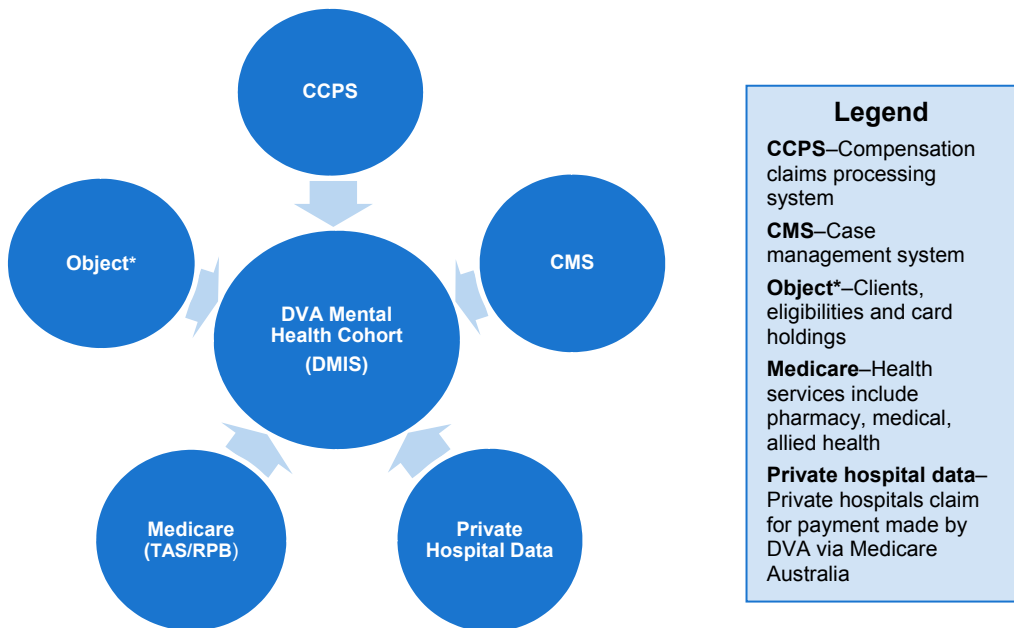 CCPS
Object*
CMS
DVA Mental
Health Cohort
(DMIS)
Medicare
(TAS/RPB)
Private
Hospital Data
Legend
CCPS–Compensation
claims processing
system
CMS–Case
management system
Object*–Clients,
eligibilities and card
holdings
Medicare–Health
services include
pharmacy, medical,
allied health
Private hospital data–
Private hospitals claim
for payment made by
DVA via Medicare
Australia